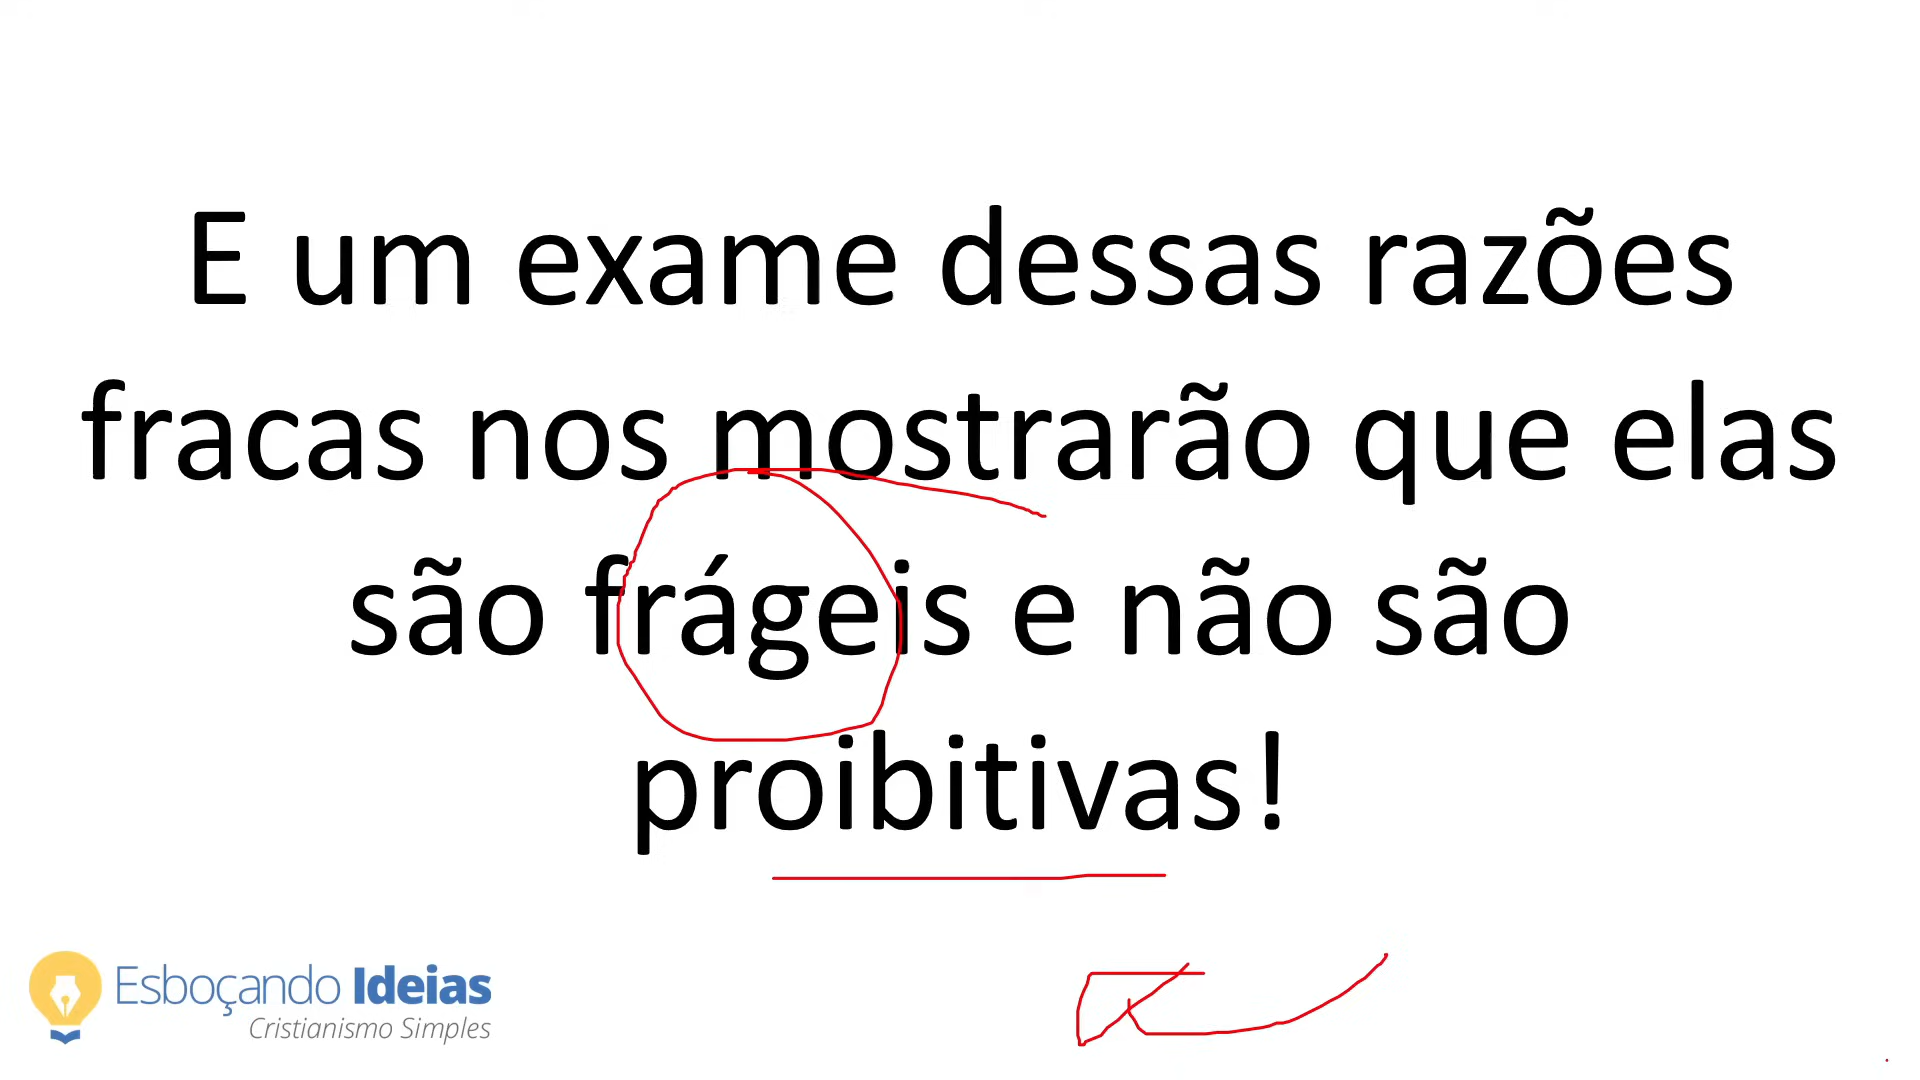 E um exame dessas razões
fracas nos mostrarão que elas
são frágeis e não são
proibitivas!
Esboçando Ideias
Cristianismo Simples